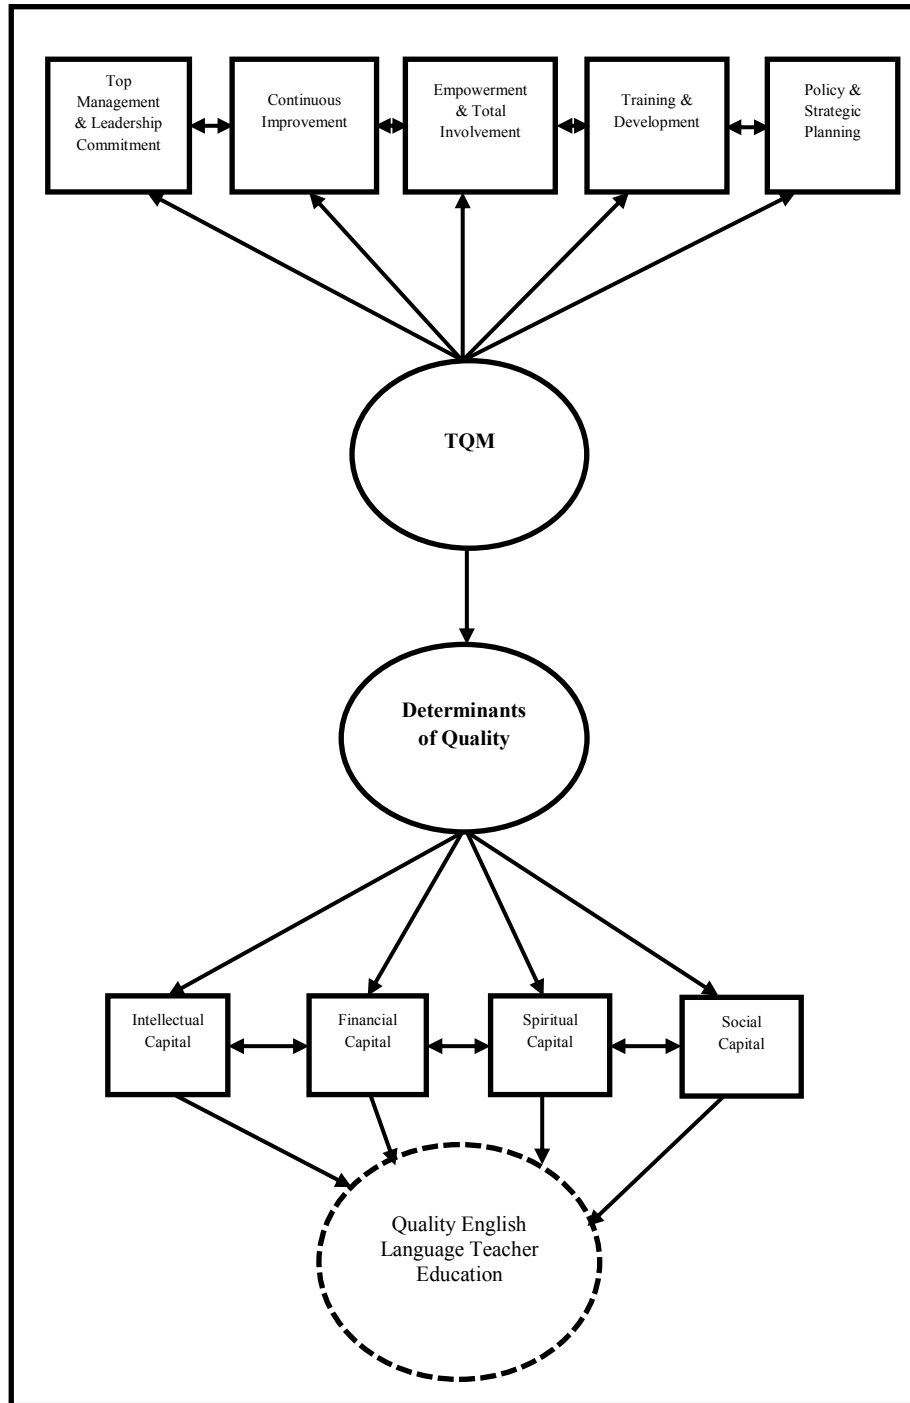 Top
Management
& Leadership
Commitment
Continuous
Improvement
Empowerment
& Total
Involvement
Training &
Development
Policy &
Strategic
Planning
TQM
Determinants
of Quality
Intellectual
Capital
Financial
Capital
Spiritual
Capital
Social
Capital
Quality English
Language Teacher
Education